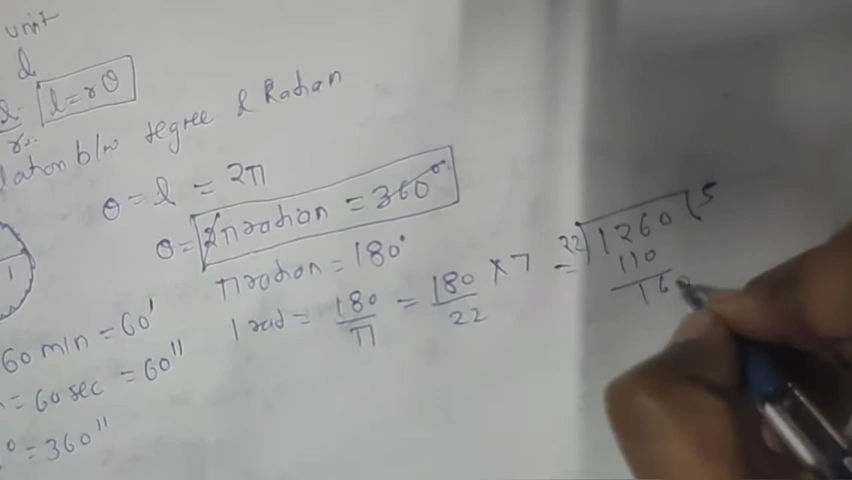 unit
l
l = rθ
lation b/w degree & Radian
θ = l = 2π
θ = 2π radian = 360°
π radian = 180°
1 rad = 180/π = 180/22 × 7 =
22) 1260 (5
110
160
60 min = 60'
= 60 sec = 60"
° = 360"